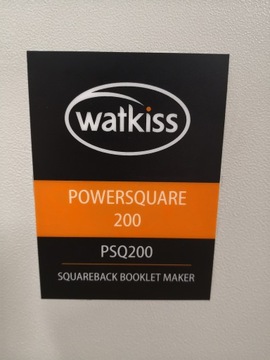 watkiss
POWERSQUARE
200
PSQ200
SQUAREBACK BOOKLET MAKER